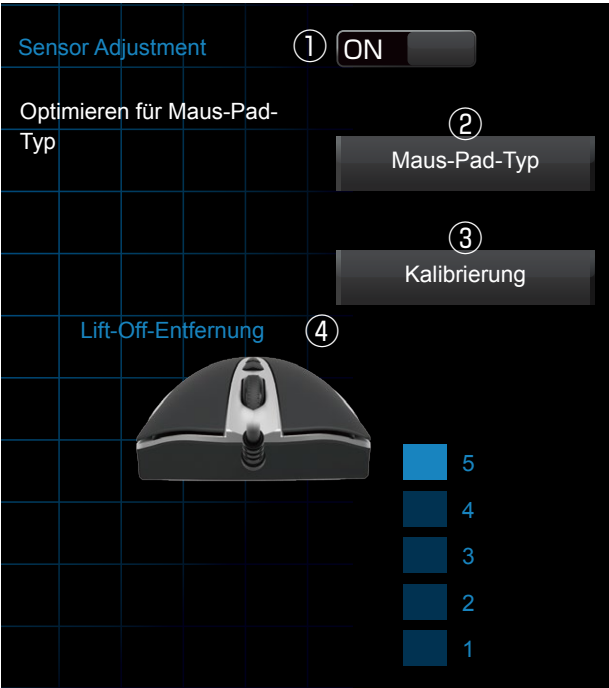 Sensor Adjustment ① ON
Optimieren für Maus-Pad-
Typ
②
Maus-Pad-Typ
③
Kalibrierung
Lift-Off-Entfernung ④
5
4
3
2
1